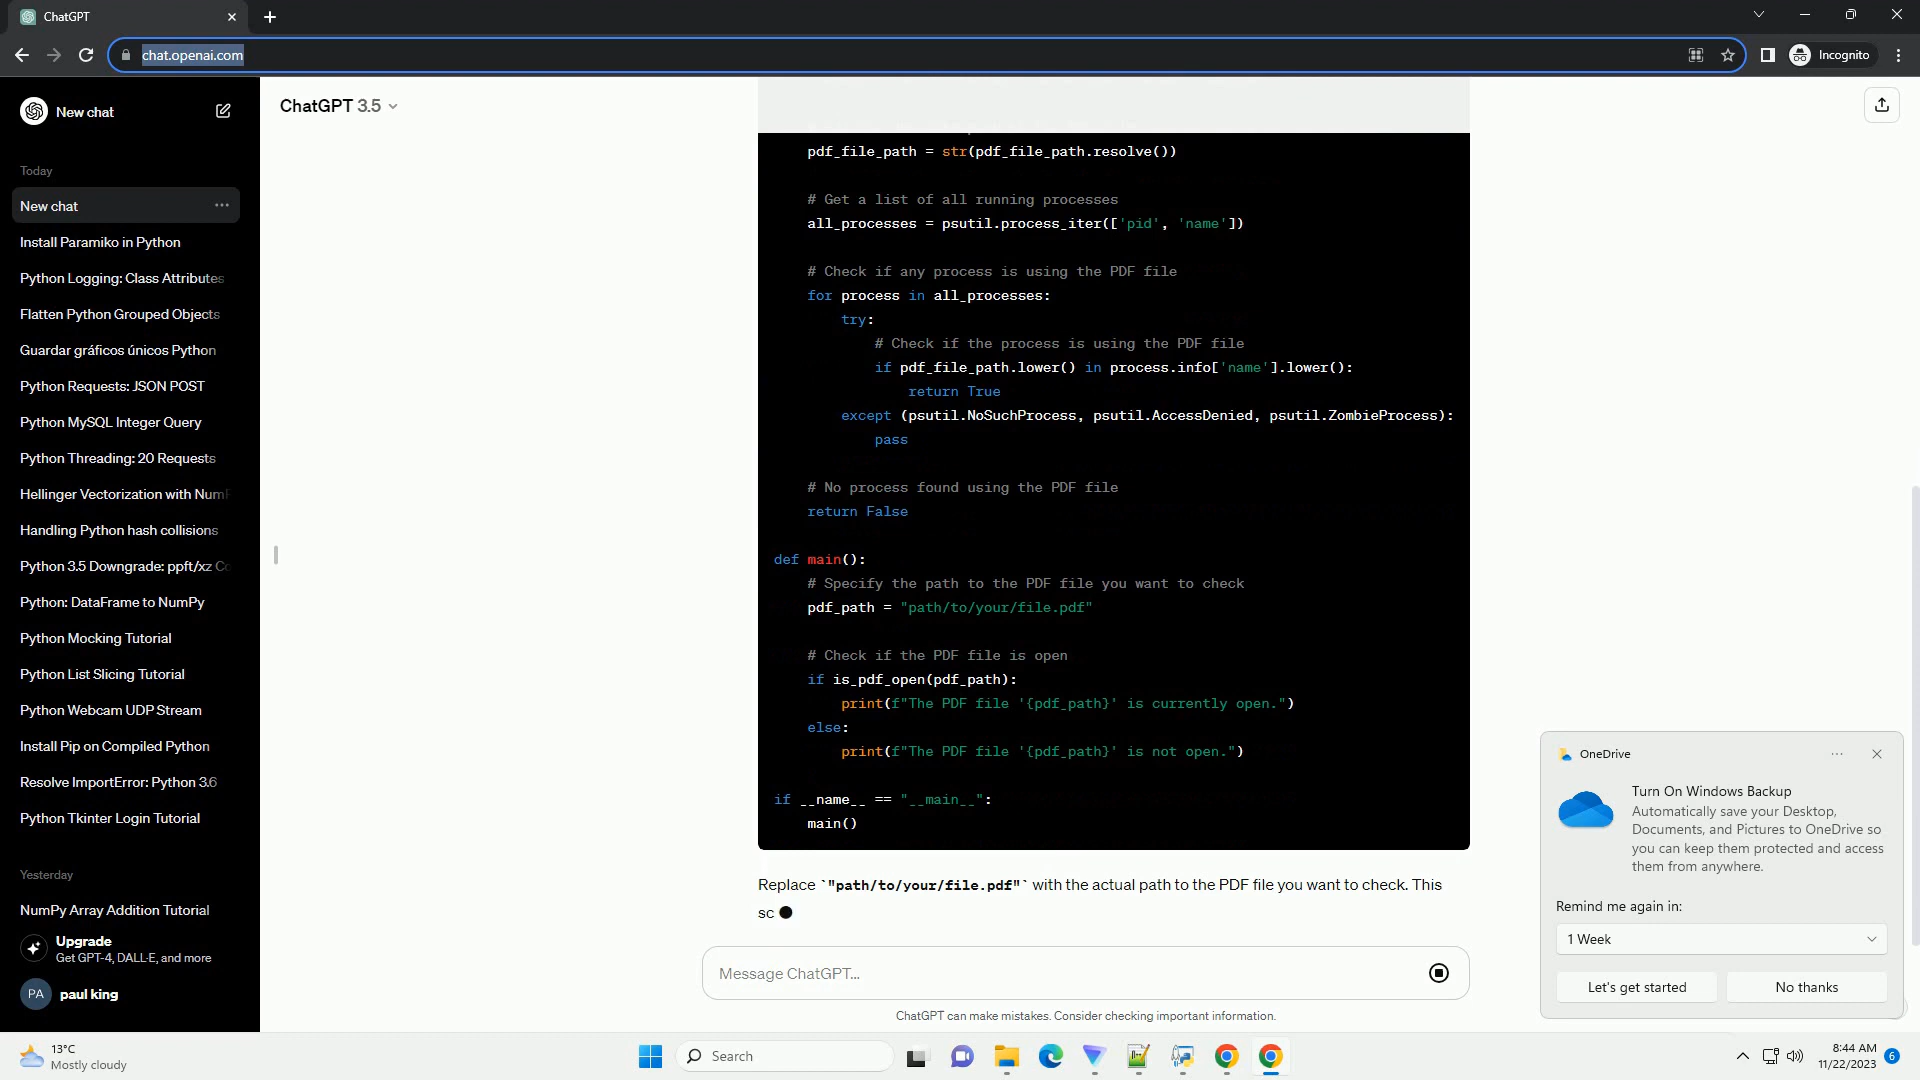 ChatGPT
chat.openai.com
Incognito
New chat
Today
New chat
Install Paramiko in Python
Python Logging: Class Attributes
Flatten Python Grouped Objects
Guardar gráficos únicos Python
Python Requests: JSON POST
Python MySQL Integer Query
Python Threading: 20 Requests
Hellinger Vectorization with Num
Handling Python hash collisions
Python 3.5 Downgrade: ppft/xz Co
Python: DataFrame to NumPy
Python Mocking Tutorial
Python List Slicing Tutorial
Python Webcam UDP Stream
Install Pip on Compiled Python
Resolve ImportError: Python 3.6
Python Tkinter Login Tutorial
Yesterday
NumPy Array Addition Tutorial
Upgrade
Get GPT-4, DALL·E, and more
PA paul king
ChatGPT 3.5
pdf_file_path = str(pdf_file_path.resolve())
# Get a list of all running processes
all_processes = psutil.process_iter(['pid', 'name'])
# Check if any process is using the PDF file
for process in all_processes:
try:
# Check if the process is using the PDF file
if pdf_file_path.lower() in process.info['name'].lower():
return True
except (psutil.NoSuchProcess, psutil.AccessDenied, psutil.ZombieProcess):
pass
# No process found using the PDF file
return False
def main():
# Specify the path to the PDF file you want to check
pdf_path = "path/to/your/file.pdf"
# Check if the PDF file is open
if is_pdf_open(pdf_path):
print(f"The PDF file '{pdf_path}' is currently open.")
else:
print(f"The PDF file '{pdf_path}' is not open.")
if __name__ == "__main__":
main()
Replace `"path/to/your/file.pdf"` with the actual path to the PDF file you want to check. This
sc
Message ChatGPT...
ChatGPT can make mistakes. Consider checking important information.
OneDrive
Turn On Windows Backup
Automatically save your Desktop,
Documents, and Pictures to OneDrive so
you can keep them protected and access
them from anywhere.
Remind me again in:
1 Week
Let's get started
No thanks
13°C
Mostly cloudy
Search
8:44 AM
11/22/2023
6